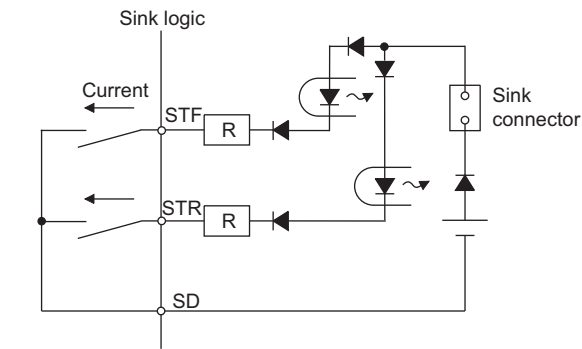 Sink logic
Current
STF
R
Sink
connector
STR
R
SD